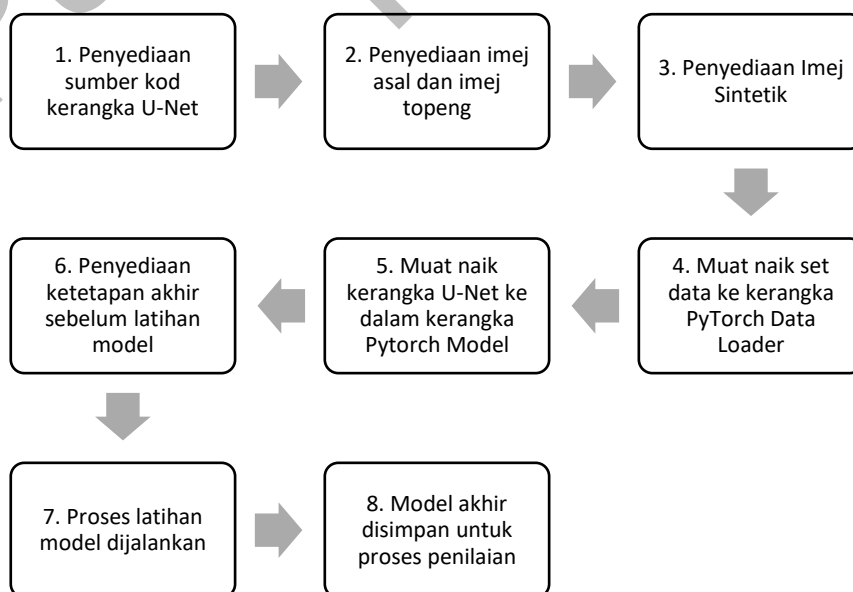 1. Penyediaan
sumber kod
kerangka U-Net
2. Penyediaan imej
asal dan imej
topeng
3. Penyediaan Imej
Sintetik
4. Muat naik set
data ke kerangka
PyTorch Data
Loader
5. Muat naik
kerangka U-Net ke
dalam kerangka
Pytorch Model
6. Penyediaan
ketetapan akhir
sebelum latihan
model
7. Proses latihan
model dijalankan
8. Model akhir
disimpan untuk
proses penilaian